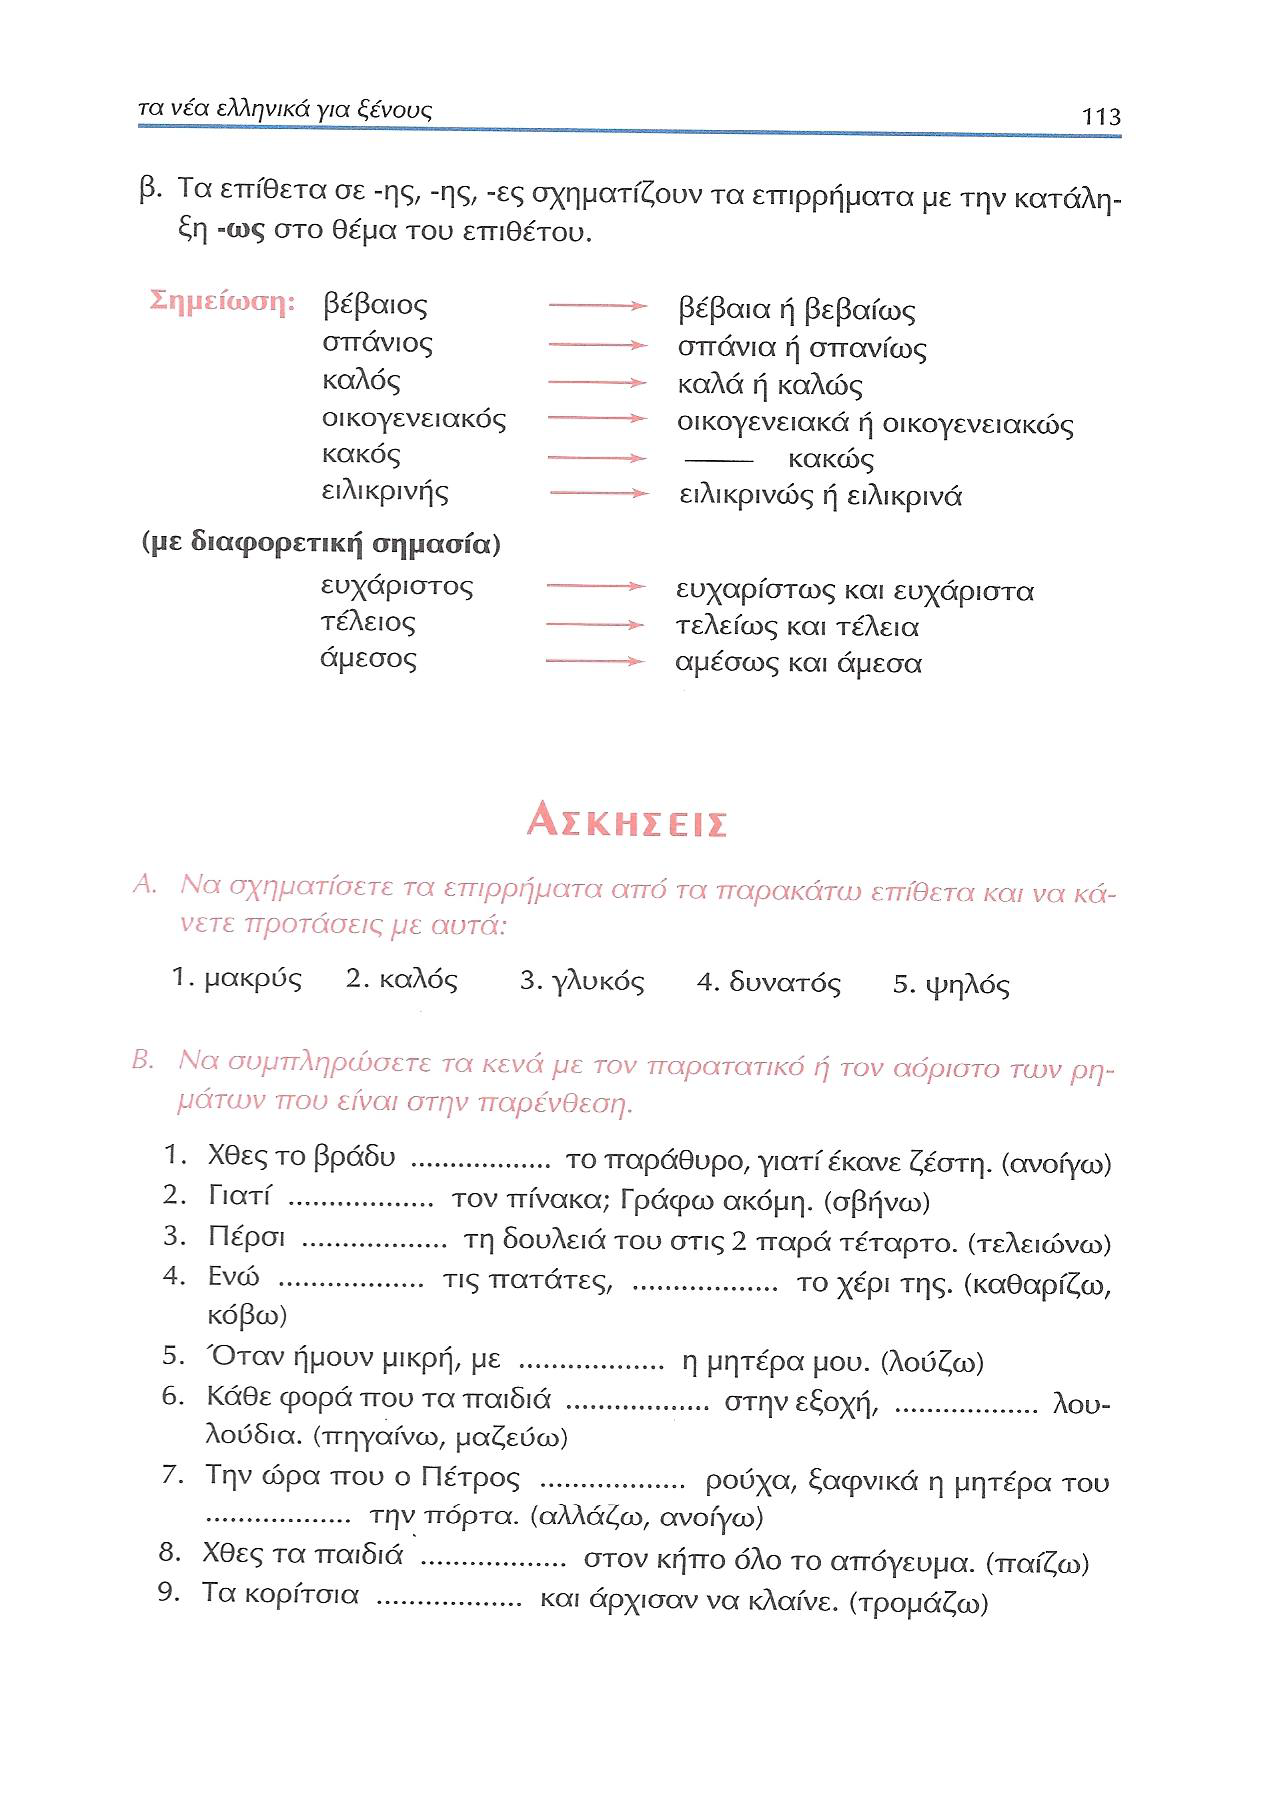 τα νέα ελληνικά για ξένους 113
β. Τα επίθετα σε -ης, -ης, -ες σχηματίζουν τα επιρρήματα με την κατάλη-
ξη -ως στο θέμα του επιθέτου.
Σημείωση: βέβαιος βέβαια ή βεβαίως
σπάνιος σπάνια ή σπανίως
καλός καλά ή καλώς
οικογενειακός οικογενειακά ή οικογενειακώς
κακός —— κακώς
ειλικρινής ειλικρινώς ή ειλικρινά
(με διαφορετική σημασία)
ευχάριστος ευχαρίστως και ευχάριστα
τέλειος τελείως και τέλεια
άμεσος αμέσως και άμεσα
ΑΣΚΗΣΕΙΣ
Α. Να σχηματίσετε τα επιρρήματα από τα παρακάτω επίθετα και να κά-
νετε προτάσεις με αυτά:
1. μακρύς 2. καλός 3. γλυκός 4. δυνατός 5. ψηλός
Β. Να συμπληρώσετε τα κενά με τον παρατατικό ή τον αόριστο των ρη-
μάτων που είναι στην παρένθεση.
1. Χθες το βράδυ .................. το παράθυρο, γιατί έκανε ζέστη. (ανοίγω)
2. Γιατί .................. τον πίνακα; Γράφω ακόμη. (σβήνω)
3. Πέρσι .................. τη δουλειά του στις 2 παρά τέταρτο. (τελειώνω)
4. Ενώ .................. τις πατάτες, .................. το χέρι της. (καθαρίζω,
κόβω)
5. Όταν ήμουν μικρή, με .................. η μητέρα μου. (λούζω)
6. Κάθε φορά που τα παιδιά .................. στην εξοχή, .................. λου-
λούδια. (πηγαίνω, μαζεύω)
7. Την ώρα που ο Πέτρος .................. ρούχα, ξαφνικά η μητέρα του
.................. την πόρτα. (αλλάζω, ανοίγω)
8. Χθες τα παιδιά .................. στον κήπο όλο το απόγευμα. (παίζω)
9. Τα κορίτσια .................. και άρχισαν να κλαίνε. (τρομάζω)